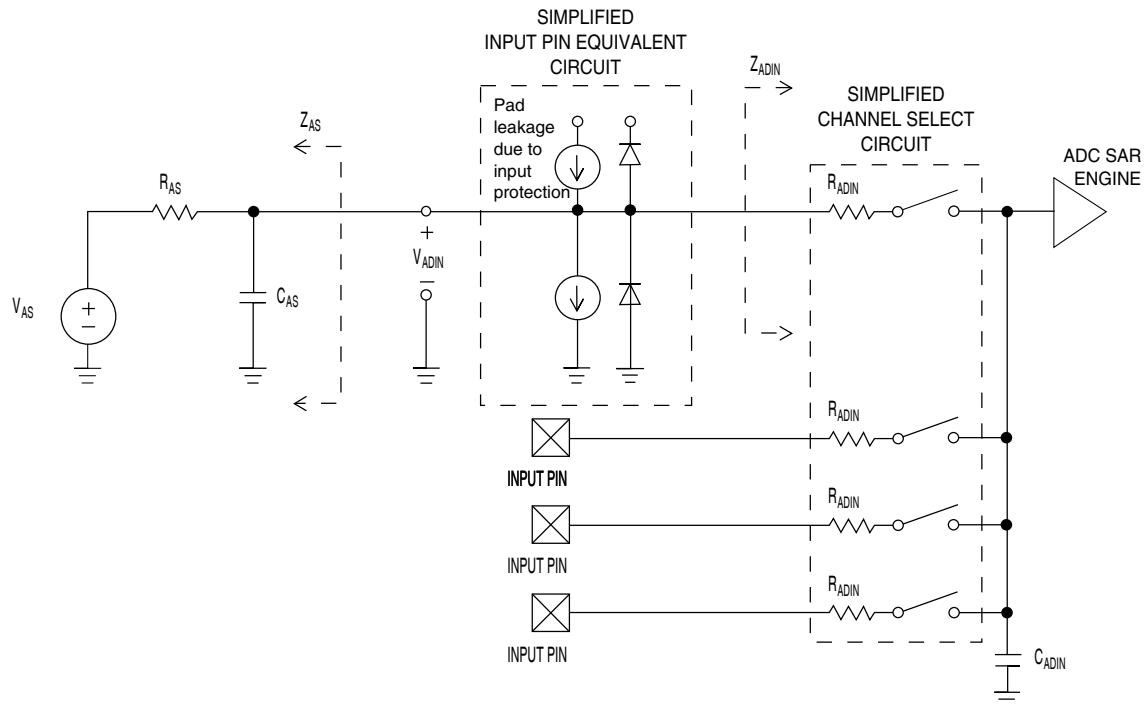 SIMPLIFIED
INPUT PIN EQUIVALENT
CIRCUIT
Pad
leakage
due to
input
protection
Z_ADIN
SIMPLIFIED
CHANNEL SELECT
CIRCUIT
ADC SAR
ENGINE
Z_AS
R_AS
R_ADIN
+
V_ADIN
−
V_AS
+
−
C_AS
R_ADIN
INPUT PIN
R_ADIN
INPUT PIN
R_ADIN
INPUT PIN
C_ADIN